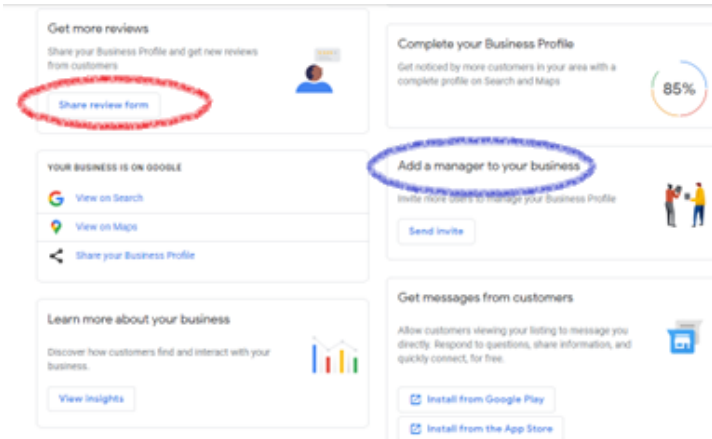 Get more reviews
Share your Business Profile and get new reviews
from customers
Share review form
YOUR BUSINESS IS ON GOOGLE
View on Search
View on Maps
Share your Business Profile
Learn more about your business
Discover how customers find and interact with your
business.
View insights
Complete your Business Profile
Get noticed by more customers in your area with a
complete profile on Search and Maps
85%
Add a manager to your business
Invite more users to manage your Business Profile
Send invite
Get messages from customers
Allow customers viewing your listing to message you
directly. Respond to questions, share information, and
quickly connect, for free.
Install from Google Play
Install from the App Store